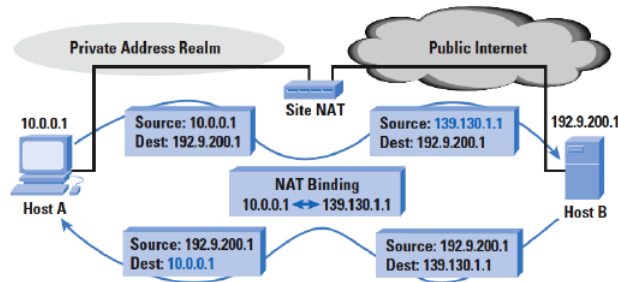 Private Address Realm
Public Internet
Site NAT
10.0.0.1
Source: 10.0.0.1
Dest: 192.9.200.1
Source: 139.130.1.1
Dest: 192.9.200.1
192.9.200.1
NAT Binding
10.0.0.1 ↔ 139.130.1.1
Host A
Host B
Source: 192.9.200.1
Dest: 10.0.0.1
Source: 192.9.200.1
Dest: 139.130.1.1